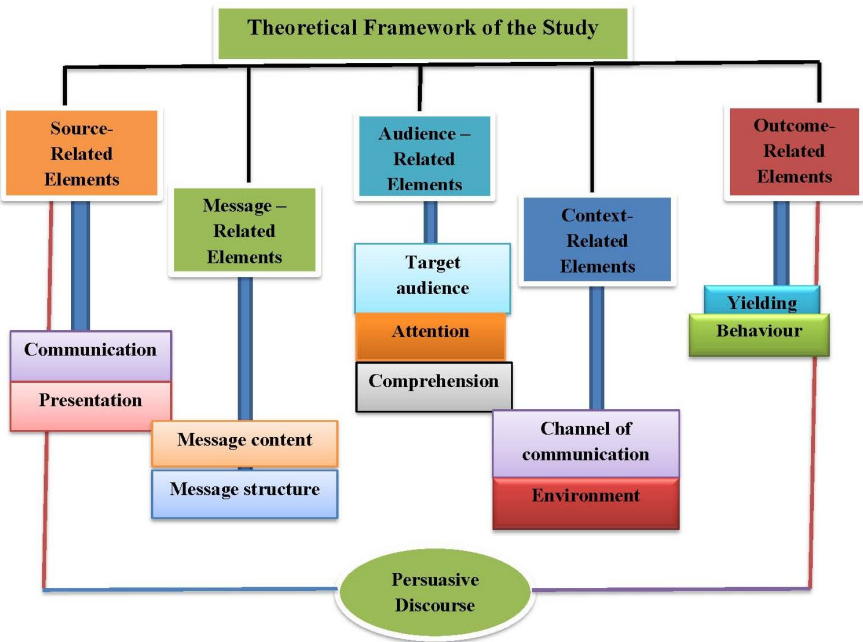 Theoretical Framework of the Study
Source-
Related
Elements
Message –
Related
Elements
Audience –
Related
Elements
Context-
Related
Elements
Outcome-
Related
Elements
Communication
Presentation
Message content
Message structure
Target
audience
Attention
Comprehension
Channel of
communication
Environment
Yielding
Behaviour
Persuasive
Discourse